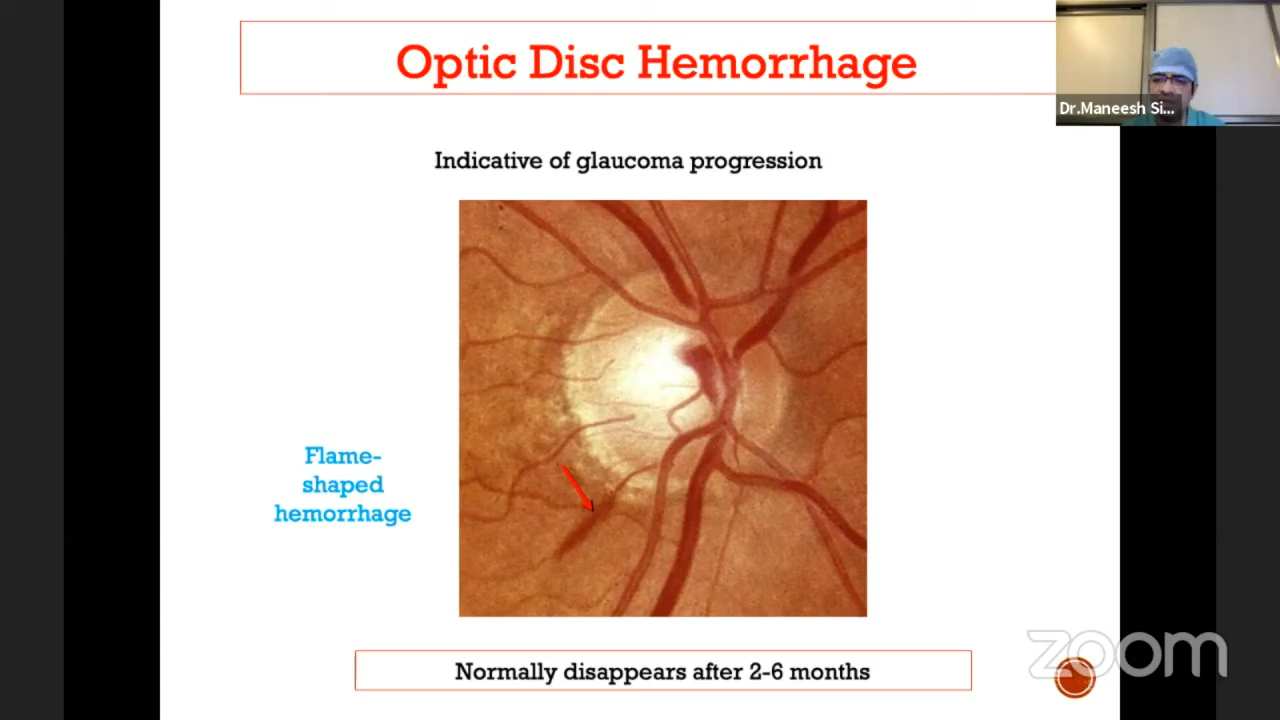 Optic Disc Hemorrhage
Dr.Maneesh Si...
Indicative of glaucoma progression
Flame-
shaped
hemorrhage
Normally disappears after 2-6 months
zoom